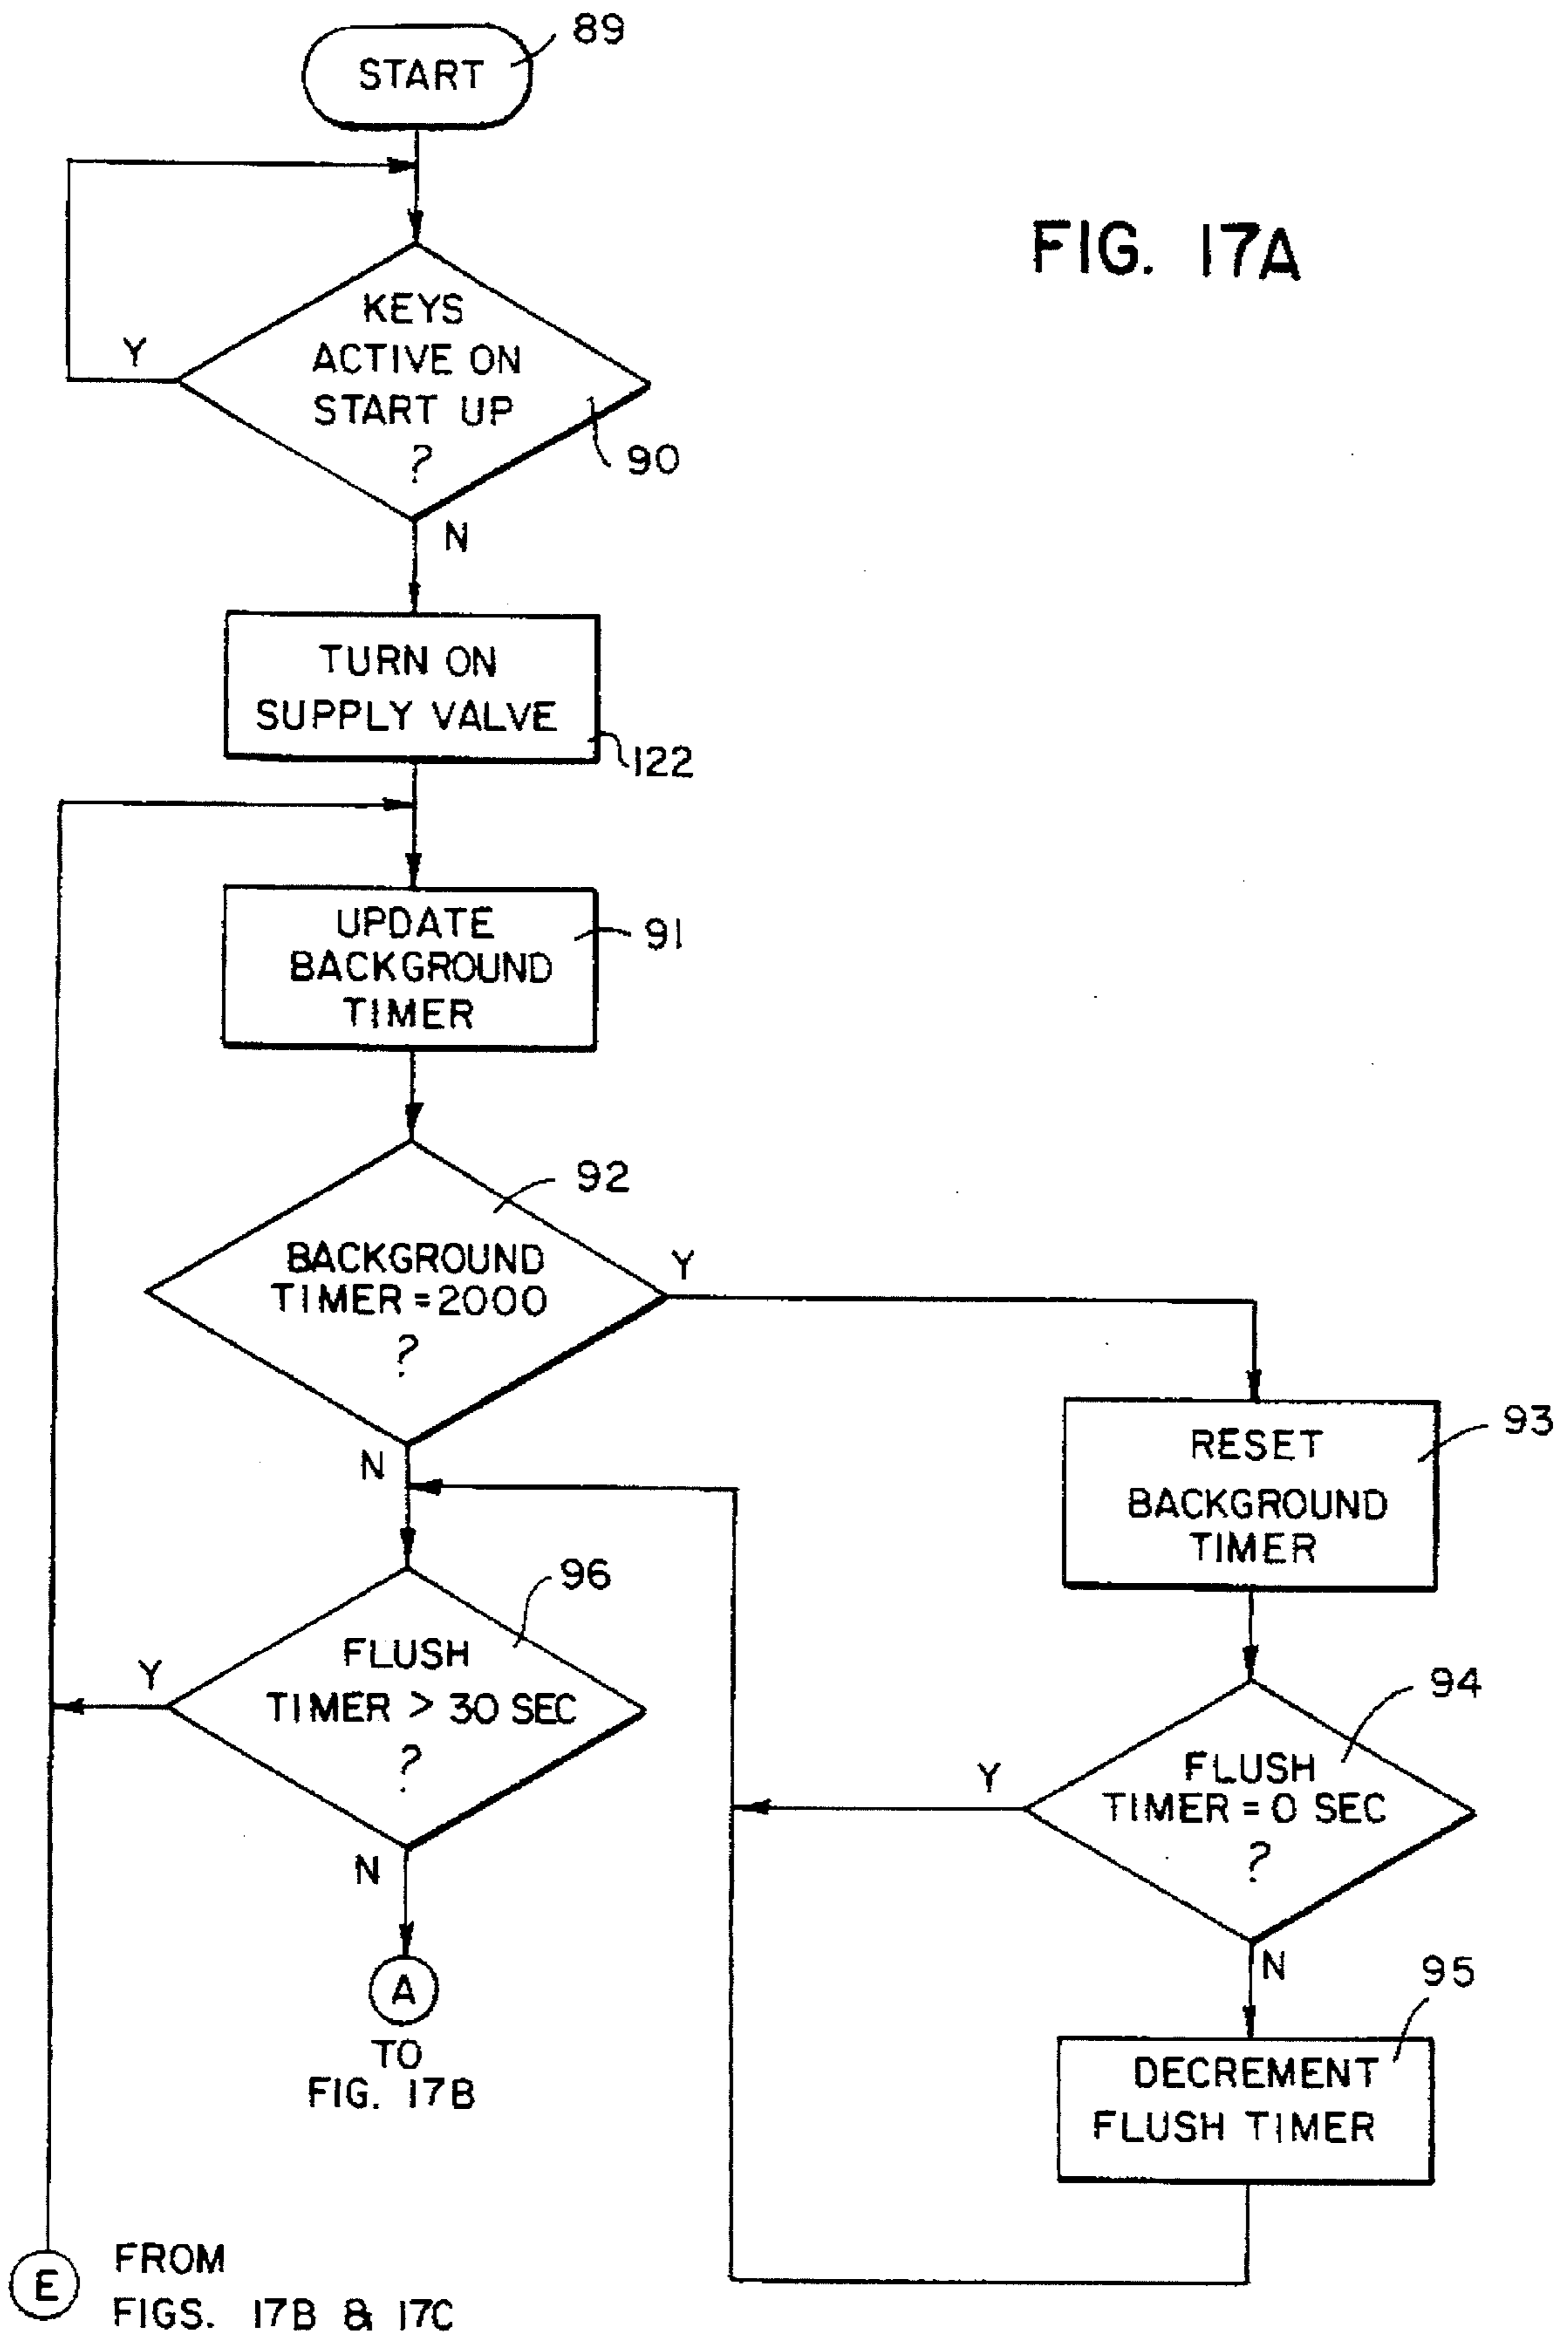 89
START
FIG. 17A
KEYS
ACTIVE ON
START UP
?
Y
90
N
TURN ON
SUPPLY VALVE
122
UPDATE
BACKGROUND
TIMER
91
92
BACKGROUND
TIMER = 2000
?
Y
N
RESET
BACKGROUND
TIMER
93
96
FLUSH
TIMER > 30 SEC
?
Y
N
94
FLUSH
TIMER = 0 SEC
?
Y
N
A
TO
FIG. 17B
95
DECREMENT
FLUSH TIMER
E
FROM
FIGS. 17B & 17C